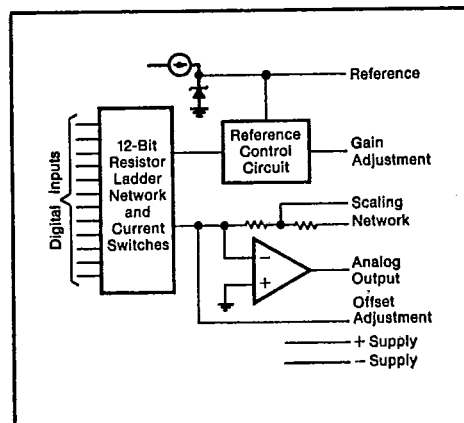 Reference
12-Bit
Resistor
Ladder
Network
and
Current
Switches
Digital Inputs
Reference
Control
Circuit
Gain
Adjustment
Scaling
Network
−
+
Analog
Output
Offset
Adjustment
+ Supply
− Supply